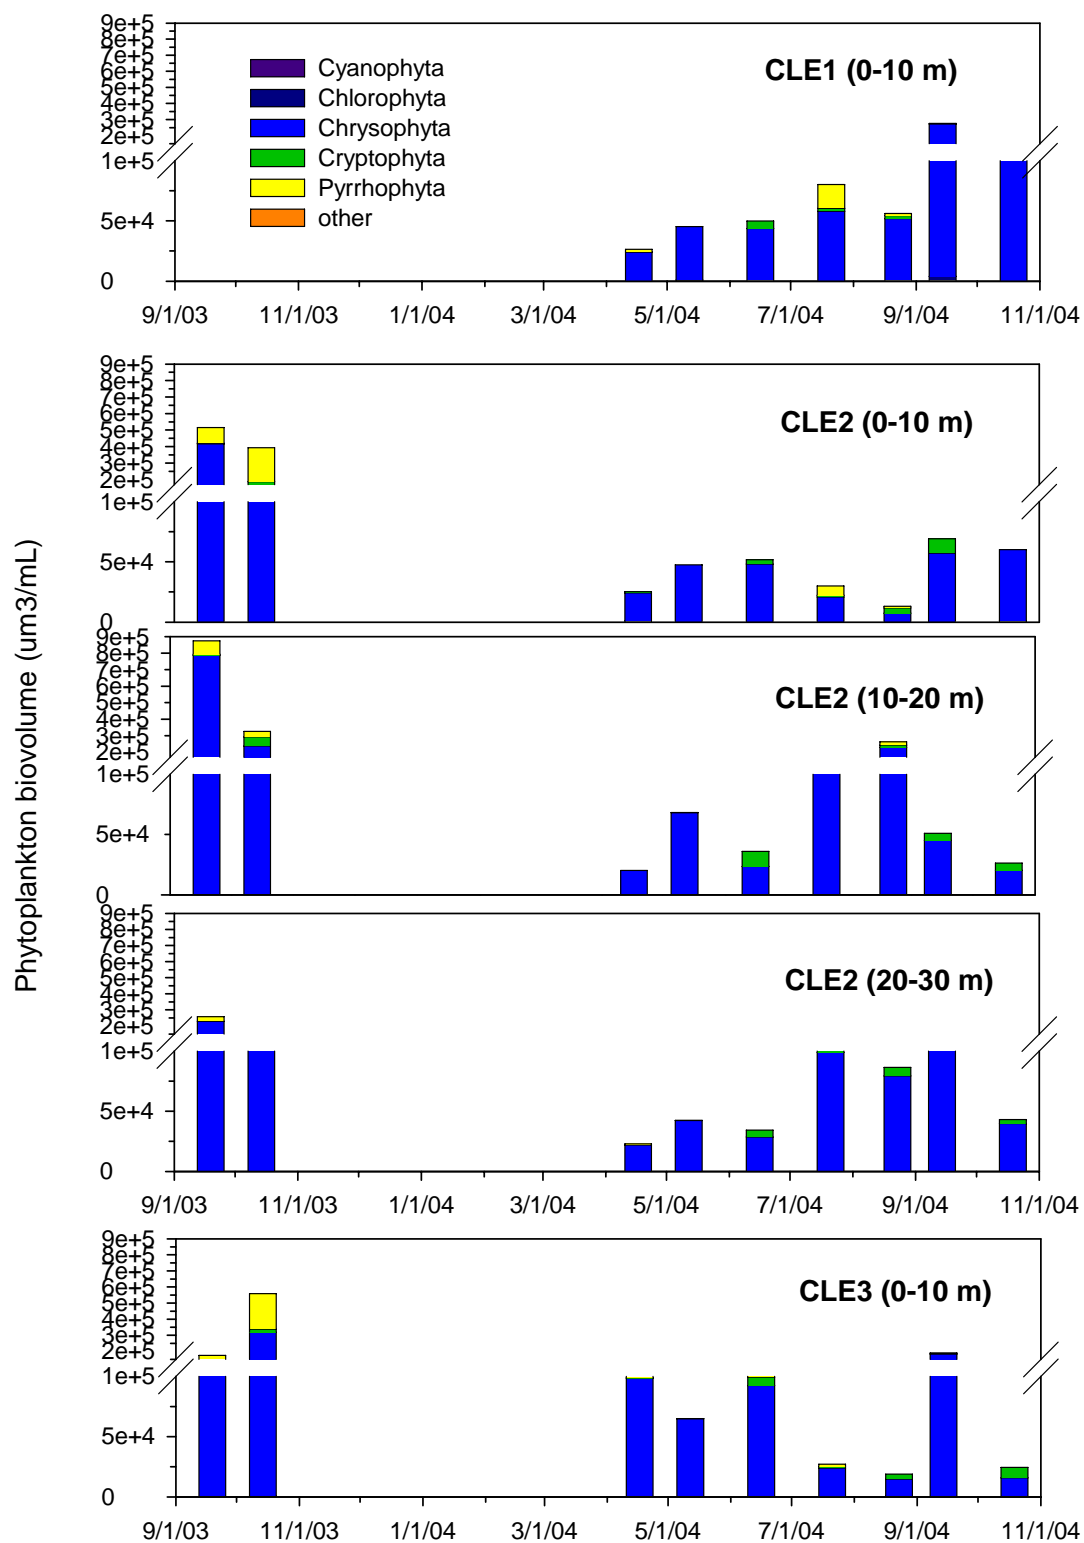 Phytoplankton biovolume (um3/mL)
9e+5
8e+5
7e+5
6e+5
5e+5
4e+5
3e+5
2e+5
1e+5
5e+4
0
Cyanophyta
Chlorophyta
Chrysophyta
Cryptophyta
Pyrrhophyta
other
CLE1 (0-10 m)
9/1/03 11/1/03 1/1/04 3/1/04 5/1/04 7/1/04 9/1/04 11/1/04
9e+5
8e+5
7e+5
6e+5
5e+5
4e+5
3e+5
2e+5
1e+5
5e+4
0
CLE2 (0-10 m)
9e+5
8e+5
7e+5
6e+5
5e+5
4e+5
3e+5
2e+5
1e+5
5e+4
0
CLE2 (10-20 m)
9e+5
8e+5
7e+5
6e+5
5e+5
4e+5
3e+5
2e+5
1e+5
5e+4
0
CLE2 (20-30 m)
9/1/03 11/1/03 1/1/04 3/1/04 5/1/04 7/1/04 9/1/04 11/1/04
9e+5
8e+5
7e+5
6e+5
5e+5
4e+5
3e+5
2e+5
1e+5
5e+4
0
CLE3 (0-10 m)
9/1/03 11/1/03 1/1/04 3/1/04 5/1/04 7/1/04 9/1/04 11/1/04